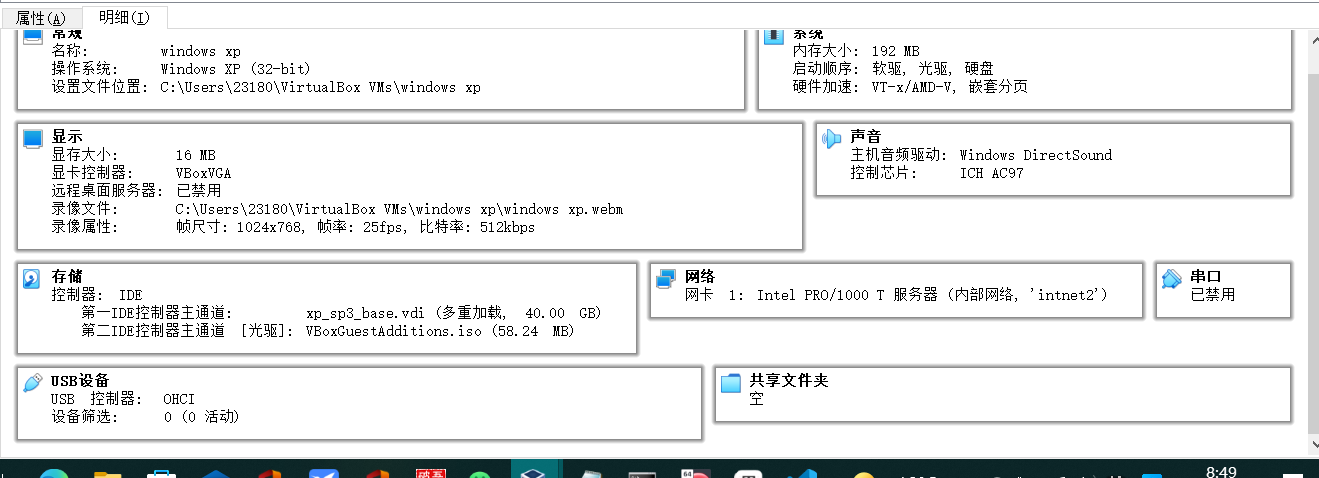 属性(A) 明细(I)
常规
名称: windows xp
操作系统: Windows XP (32-bit)
设置文件位置: C:\Users\23180\VirtualBox VMs\windows xp
系统
内存大小: 192 MB
启动顺序: 软驱, 光驱, 硬盘
硬件加速: VT-x/AMD-V, 嵌套分页
显示
显存大小: 16 MB
显卡控制器: VBoxVGA
远程桌面服务器: 已禁用
录像文件: C:\Users\23180\VirtualBox VMs\windows xp\windows xp.webm
录像属性: 帧尺寸: 1024x768, 帧率: 25fps, 比特率: 512kbps
声音
主机音频驱动: Windows DirectSound
控制芯片: ICH AC97
存储
控制器: IDE
第一IDE控制器主通道: xp_sp3_base.vdi (多重加载, 40.00 GB)
第二IDE控制器主通道 [光驱]: VBoxGuestAdditions.iso (58.24 MB)
网络
网卡 1: Intel PRO/1000 T 服务器 (内部网络, 'intnet2')
串口
已禁用
USB设备
USB 控制器: OHCI
设备筛选: 0 (0 活动)
共享文件夹
空
8:49